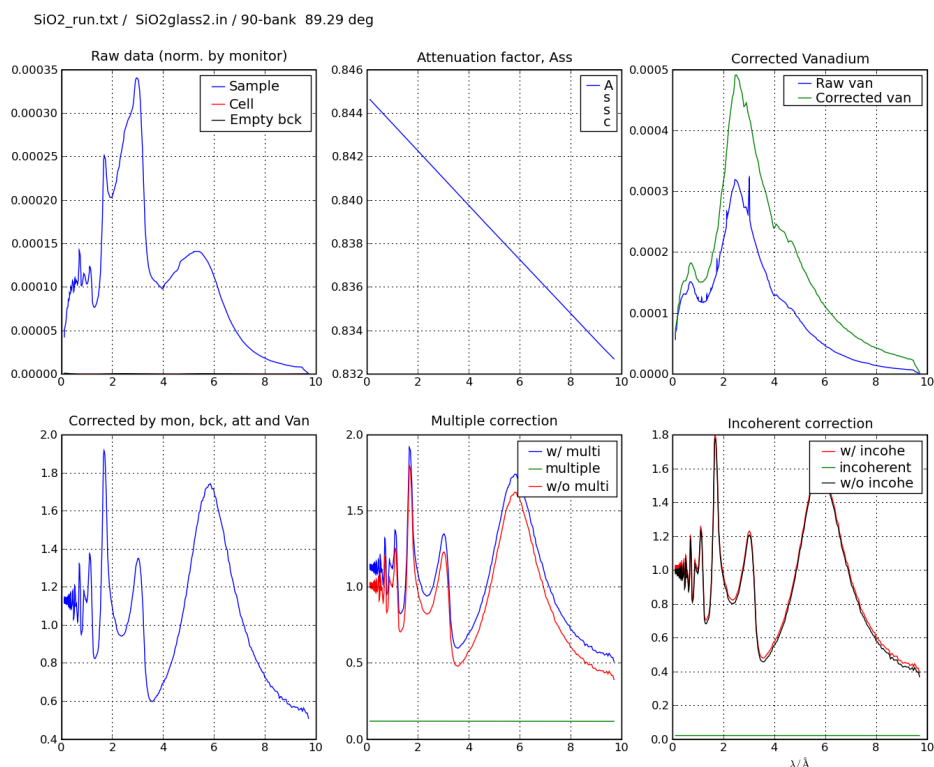 SiO2_run.txt / SiO2glass2.in / 90-bank 89.29 deg
Raw data (norm. by monitor)
0.00035
0.00030
0.00025
0.00020
0.00015
0.00010
0.00005
0.00000
0 2 4 6 8 10
Sample
Cell
Empty bck
Attenuation factor, Ass
0.846
0.844
0.842
0.840
0.838
0.836
0.834
0.832
0 2 4 6 8 10
A
s
s
c
Corrected Vanadium
0.0005
0.0004
0.0003
0.0002
0.0001
0.0000
0 2 4 6 8 10
Raw van
Corrected van
Corrected by mon, bck, att and Van
2.0
1.8
1.6
1.4
1.2
1.0
0.8
0.6
0.4
0 2 4 6 8 10
Multiple correction
2.0
1.5
1.0
0.5
0.0
0 2 4 6 8 10
w/ multi
multiple
w/o multi
Incoherent correction
1.8
1.6
1.4
1.2
1.0
0.8
0.6
0.4
0.2
0.0
0 2 4 6 8 10
w/ incohe
incoherent
w/o incohe
λ/Å